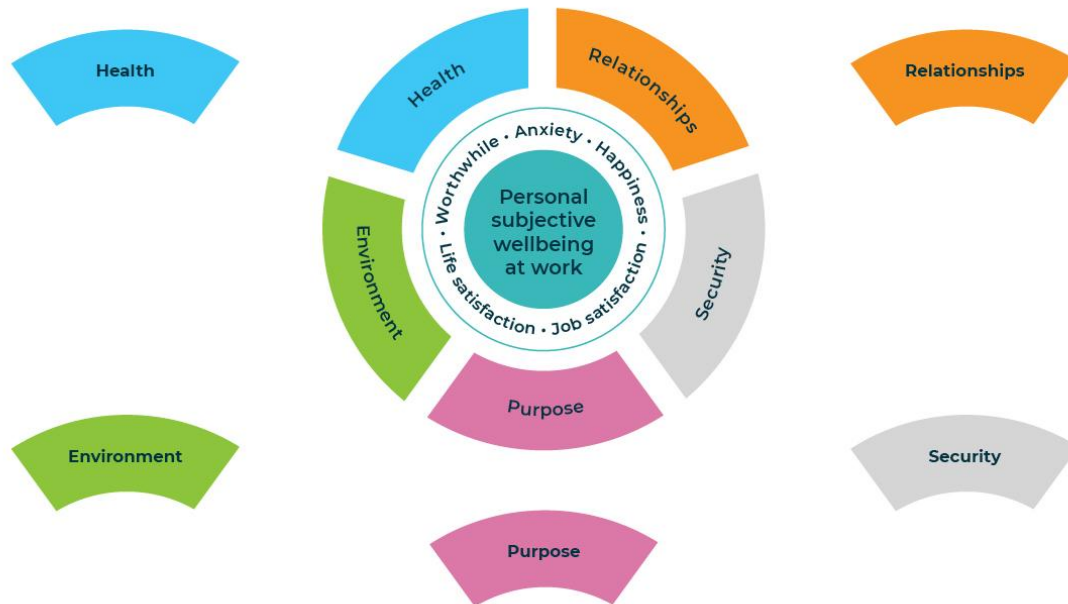 Health
Relationships
Health
Relationships
Worthwhile • Anxiety • Happiness •
Personal
subjective
wellbeing
at work
• Life satisfaction • Job satisfaction
Environment
Security
Purpose
Environment
Security
Purpose